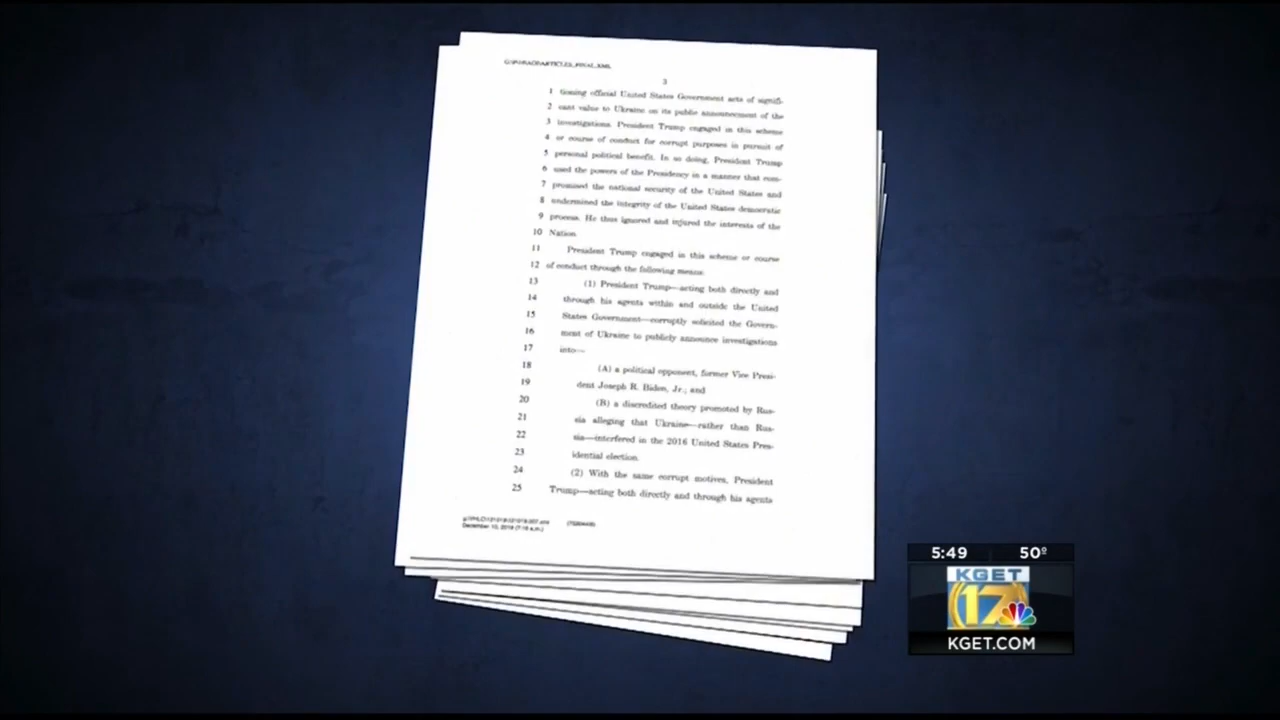 3
1 tioning official United States Government acts of signifi-
2 cant value to Ukraine on its public announcement of the
3 investigations. President Trump engaged in this scheme
4 or course of conduct for corrupt purposes in pursuit of
5 personal political benefit. In so doing, President Trump
6 used the powers of the Presidency in a manner that com-
7 promised the national security of the United States and
8 undermined the integrity of the United States democratic
9 process. He thus ignored and injured the interests of the
10 Nation.
11 President Trump engaged in this scheme or course
12 of conduct through the following means:
13 (1) President Trump—acting both directly and
14 through his agents within and outside the United
15 States Government—corruptly solicited the Govern-
16 ment of Ukraine to publicly announce investigations
17 into—
18 (A) a political opponent, former Vice Presi-
19 dent Joseph R. Biden, Jr.; and
20 (B) a discredited theory promoted by Rus-
21 sia alleging that Ukraine—rather than Rus-
22 sia—interfered in the 2016 United States Pres-
23 idential election.
24 (2) With the same corrupt motives, President
25 Trump—acting both directly and through his agents
December 10, 2019 (7:18 a.m.)
5:49 50°
KGET
17
KGET.COM